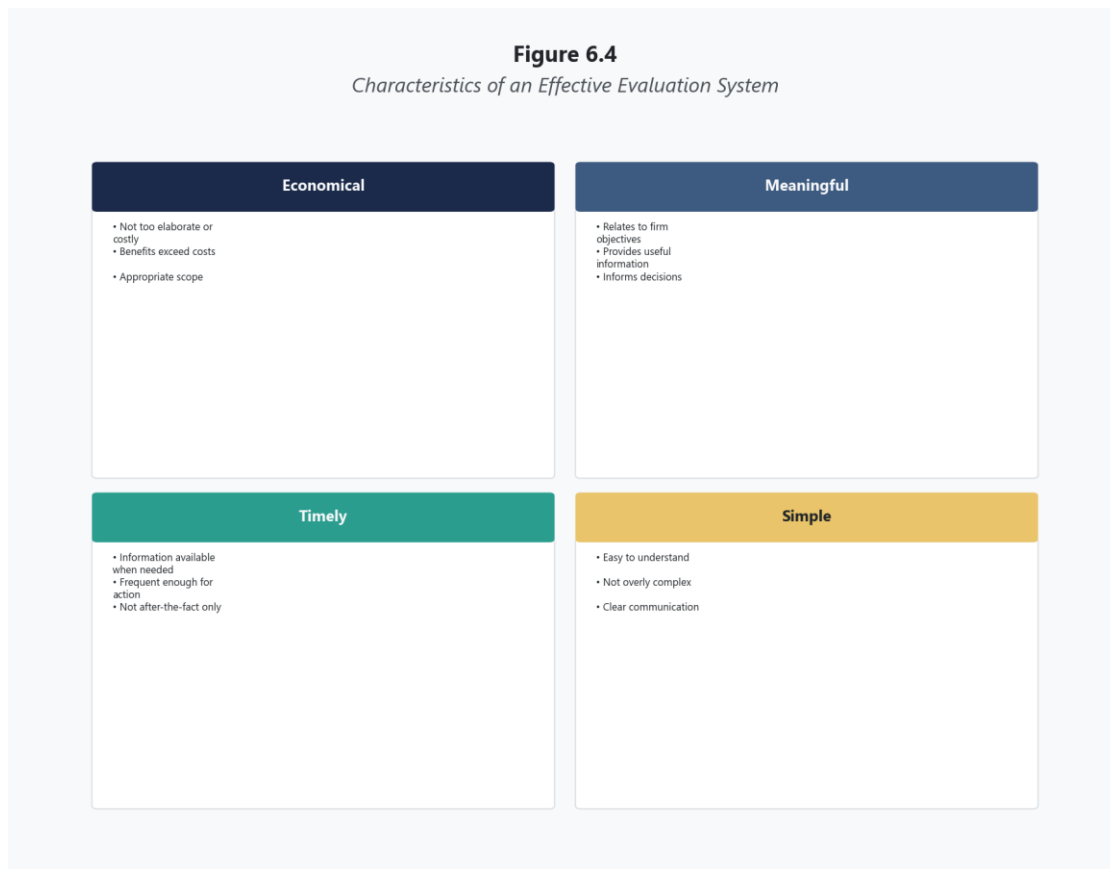 Figure 6.4
Characteristics of an Effective Evaluation System
Economical
• Not too elaborate or
costly
• Benefits exceed costs
• Appropriate scope
Meaningful
• Relates to firm
objectives
• Provides useful
information
• Informs decisions
Timely
• Information available
when needed
• Frequent enough for
action
• Not after-the-fact only
Simple
• Easy to understand
• Not overly complex
• Clear communication